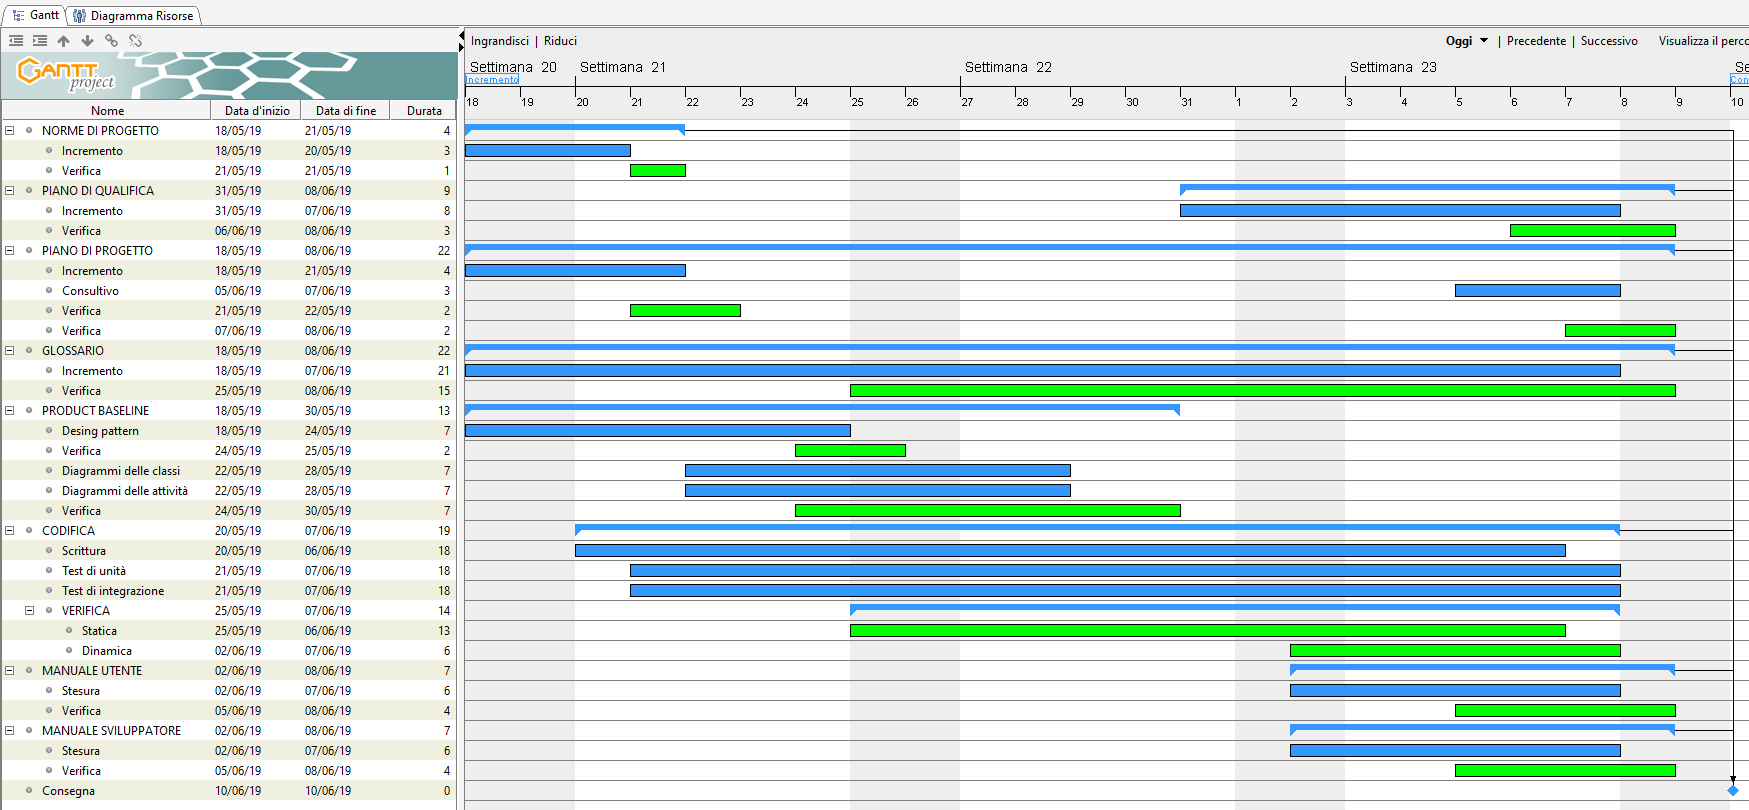 Gantt Diagramma Risorse
Ingrandisci | Riduci Oggi | Precedente | Successivo Visualizza il perco
GANTT project
Settimana 20 Settimana 21 Settimana 22 Settimana 23 Se
Incremento Con
18 19 20 21 22 23 24 25 26 27 28 29 30 31 1 2 3 4 5 6 7 8 9 10
Nome Data d'inizio Data di fine Durata
NORME DI PROGETTO 18/05/19 21/05/19 4
Incremento 18/05/19 20/05/19 3
Verifica 21/05/19 21/05/19 1
PIANO DI QUALIFICA 31/05/19 08/06/19 9
Incremento 31/05/19 07/06/19 8
Verifica 06/06/19 08/06/19 3
PIANO DI PROGETTO 18/05/19 08/06/19 22
Incremento 18/05/19 21/05/19 4
Consultivo 05/06/19 07/06/19 3
Verifica 21/05/19 22/05/19 2
Verifica 07/06/19 08/06/19 2
GLOSSARIO 18/05/19 08/06/19 22
Incremento 18/05/19 07/06/19 21
Verifica 25/05/19 08/06/19 15
PRODUCT BASELINE 18/05/19 30/05/19 13
Desing pattern 18/05/19 24/05/19 7
Verifica 24/05/19 25/05/19 2
Diagrammi delle classi 22/05/19 28/05/19 7
Diagrammi delle attività 22/05/19 28/05/19 7
Verifica 24/05/19 30/05/19 7
CODIFICA 20/05/19 07/06/19 19
Scrittura 20/05/19 06/06/19 18
Test di unità 21/05/19 07/06/19 18
Test di integrazione 21/05/19 07/06/19 18
VERIFICA 25/05/19 07/06/19 14
Statica 25/05/19 06/06/19 13
Dinamica 02/06/19 07/06/19 6
MANUALE UTENTE 02/06/19 08/06/19 7
Stesura 02/06/19 07/06/19 6
Verifica 05/06/19 08/06/19 4
MANUALE SVILUPPATORE 02/06/19 08/06/19 7
Stesura 02/06/19 07/06/19 6
Verifica 05/06/19 08/06/19 4
Consegna 10/06/19 10/06/19 0